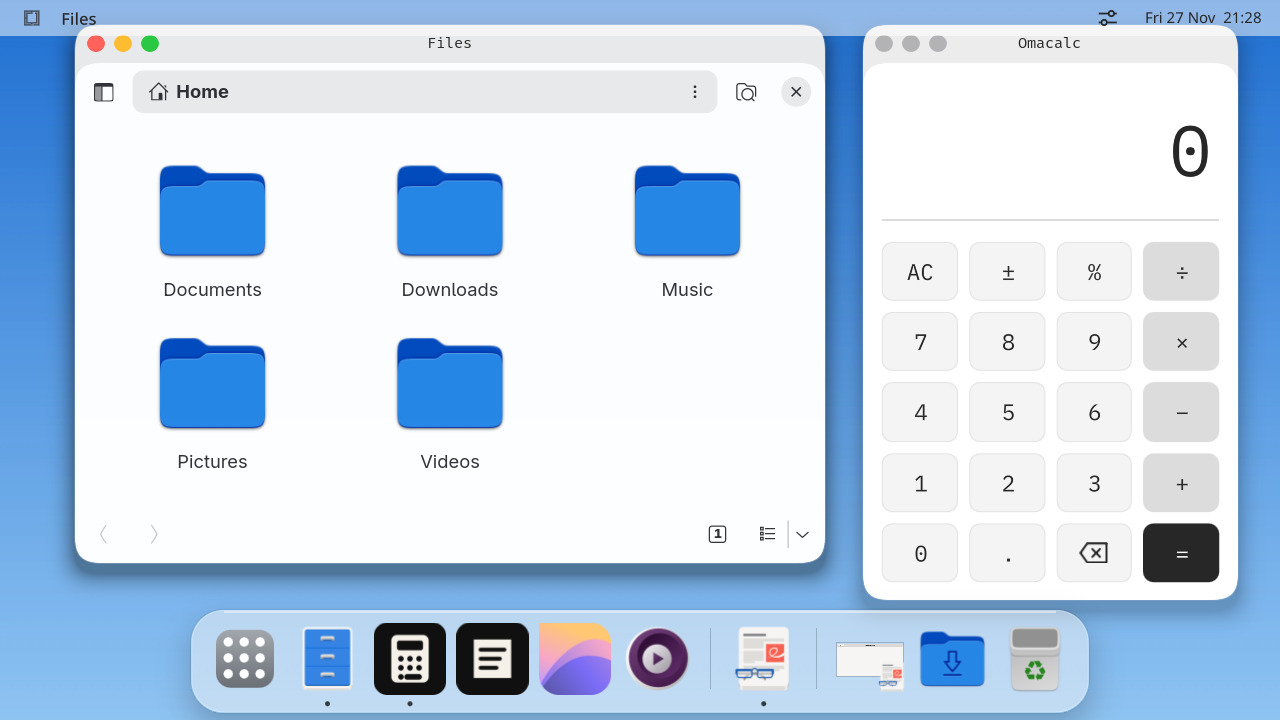 Files
Fri 27 Nov 21:28
Files
Home
Documents
Downloads
Music
Pictures
Videos
1
Omacalc
0
AC ± % ÷
7 8 9 ×
4 5 6 −
1 2 3 +
0 . =